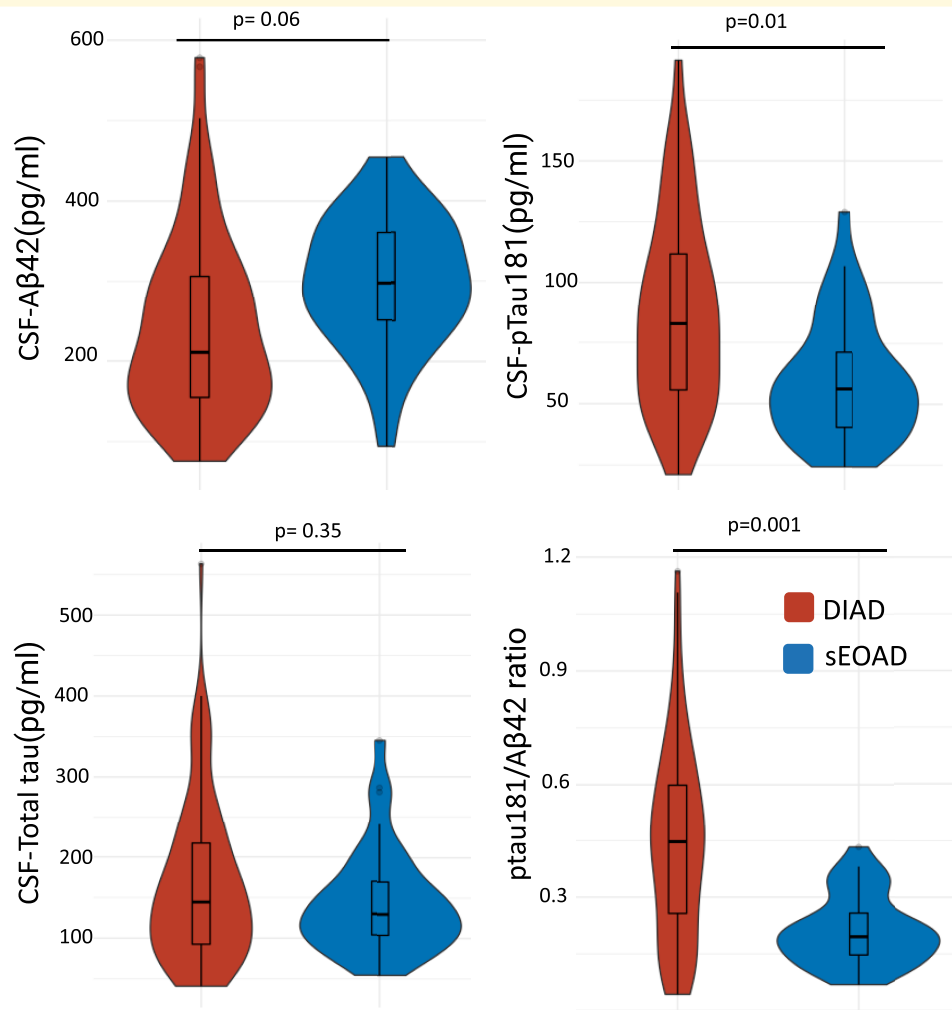 p= 0.06
600
400
200
CSF-Aβ42(pg/ml)
p=0.01
150
100
50
CSF-pTau181(pg/ml)
p= 0.35
500
400
300
200
100
CSF-Total tau(pg/ml)
p=0.001
1.2
0.9
0.6
0.3
ptau181/Aβ42 ratio
DIAD
sEOAD